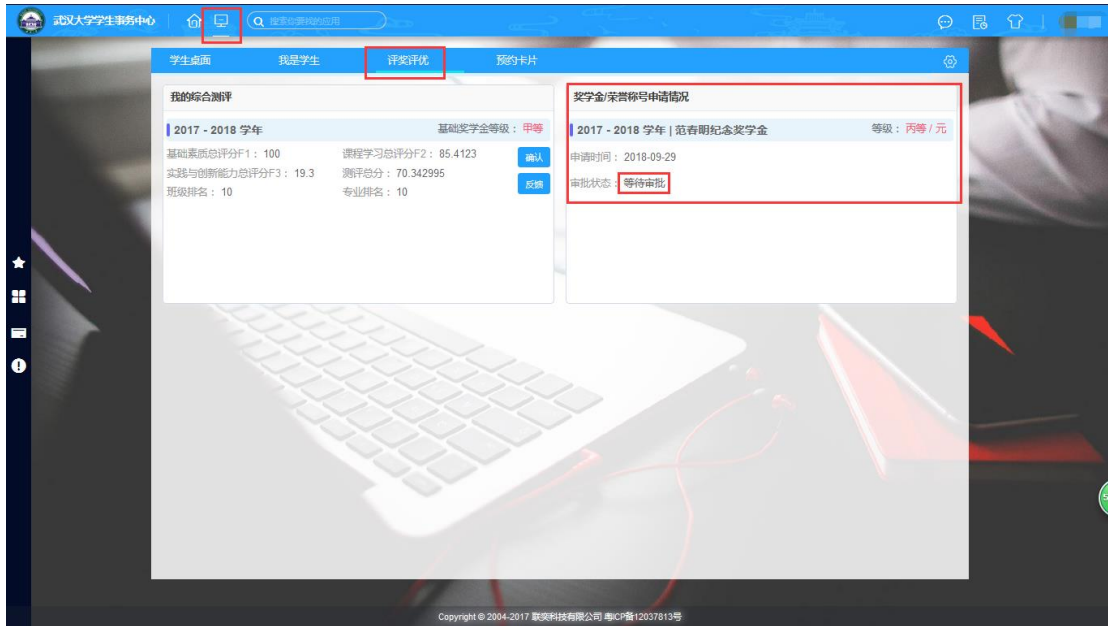 武汉大学学生事务中心
搜索你要找的应用
学生桌面 我是学生 评奖评优 预约卡片
我的综合测评
2017 - 2018 学年 基础奖学金等级：甲等
基础素质总评分F1：100 课程学习总评分F2：85.4123 确认
实践与创新能力总评分F3：19.3 测评总分：70.342995
班级排名：10 专业排名：10 反馈
奖学金/荣誉称号申请情况
2017 - 2018 学年 | 范春明纪念奖学金 等级：丙等 / 元
申请时间：2018-09-29
审批状态：等待审批
Copyright © 2004-2017 联奕科技有限公司 粤ICP备12037813号